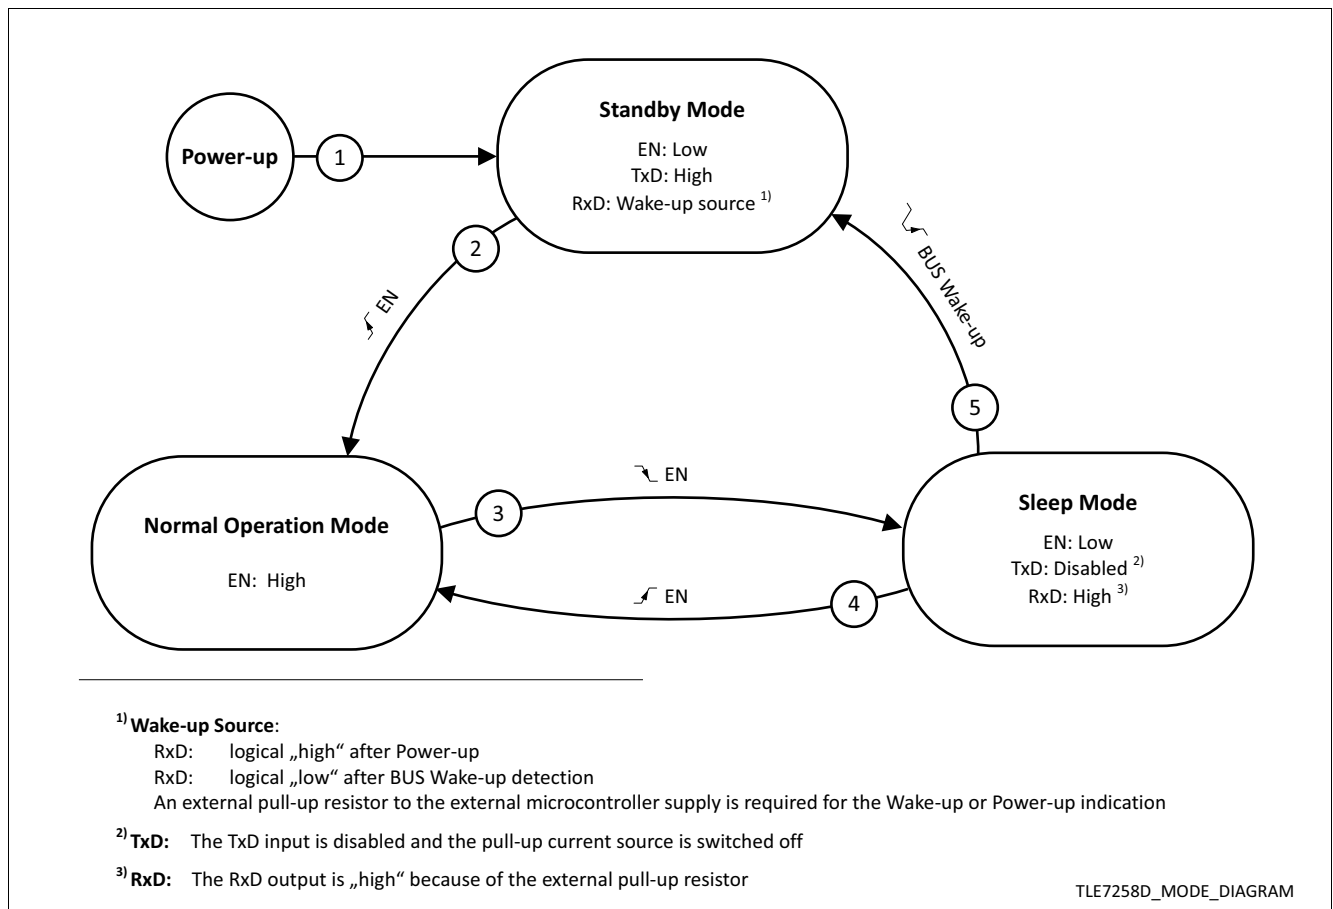 Power-up
1
Standby Mode
EN: Low
TxD: High
RxD: Wake-up source 1)
2
EN
BUS Wake-up
5
Normal Operation Mode
EN: High
3
EN
4
EN
Sleep Mode
EN: Low
TxD: Disabled 2)
RxD: High 3)
1) Wake-up Source:
RxD: logical „high“ after Power-up
RxD: logical „low“ after BUS Wake-up detection
An external pull-up resistor to the external microcontroller supply is required for the Wake-up or Power-up indication
2) TxD: The TxD input is disabled and the pull-up current source is switched off
3) RxD: The RxD output is „high“ because of the external pull-up resistor
TLE7258D_MODE_DIAGRAM